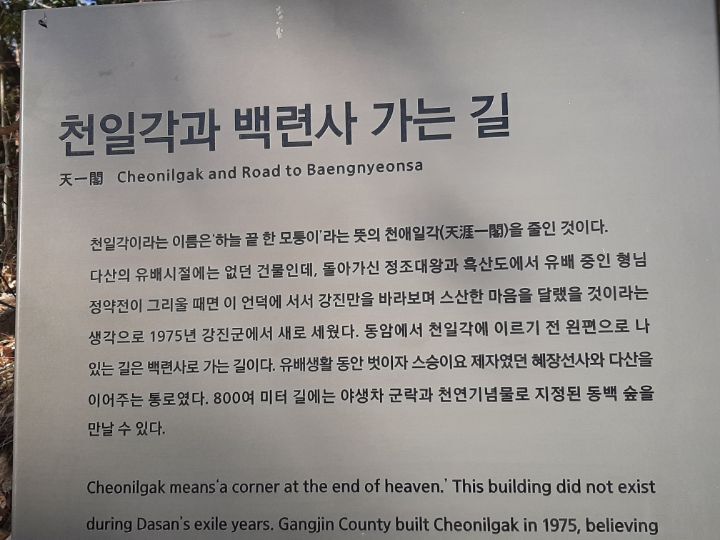 천일각과 백련사 가는 길
天一閣 Cheonilgak and Road to Baengnyeonsa
천일각이라는 이름은‘하늘 끝 한 모퉁이’라는 뜻의 천애일각(天涯一閣)을 줄인 것이다.
다산의 유배시절에는 없던 건물인데, 돌아가신 정조대왕과 흑산도에서 유배 중인 형님
정약전이 그리울 때면 이 언덕에 서서 강진만을 바라보며 스산한 마음을 달랬을 것이라는
생각으로 1975년 강진군에서 새로 세웠다. 동암에서 천일각에 이르기 전 왼편으로 나
있는 길은 백련사로 가는 길이다. 유배생활 동안 벗이자 스승이요 제자였던 혜장선사와 다산을
이어주는 통로였다. 800여 미터 길에는 야생차 군락과 천연기념물로 지정된 동백 숲을
만날 수 있다.
Cheonilgak means‘a corner at the end of heaven.’ This building did not exist
during Dasan’s exile years. Gangjin County built Cheonilgak in 1975, believing